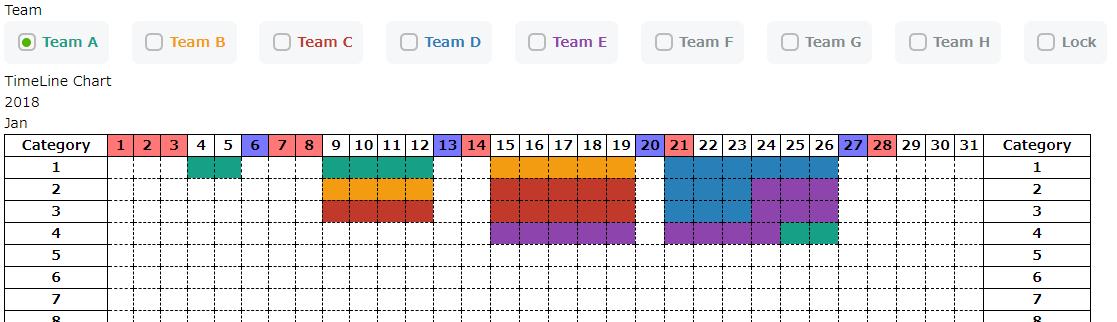 Team
Team A Team B Team C Team D Team E Team F Team G Team H Lock
TimeLine Chart
2018
Jan
Category 1 2 3 4 5 6 7 8 9 10 11 12 13 14 15 16 17 18 19 20 21 22 23 24 25 26 27 28 29 30 31 Category
1 1
2 2
3 3
4 4
5 5
6 6
7 7
8 8